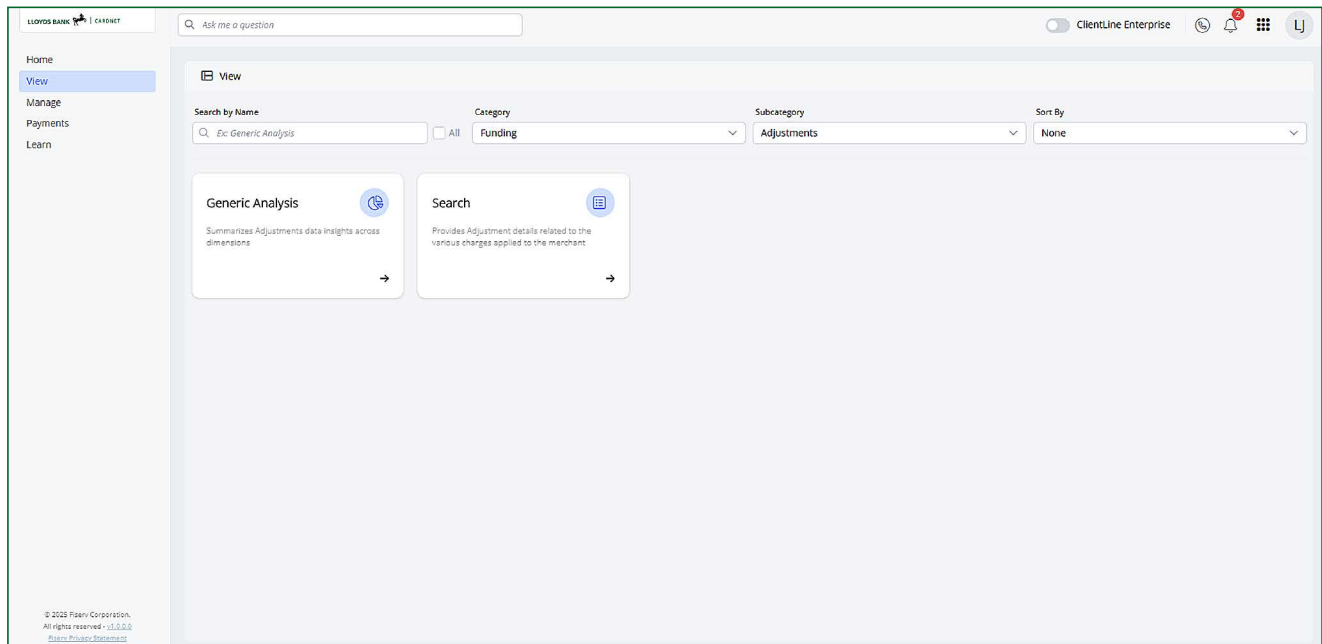 LLOYDS BANK | CARDNET
Ask me a question
ClientLine Enterprise
2
LJ
Home
View
Manage
Payments
Learn
View
Search by Name
Category
Subcategory
Sort By
Ex: Generic Analysis
All
Funding
Adjustments
None
Generic Analysis
Search
Summarizes Adjustments data insights across
dimensions
Provides Adjustment details related to the
various charges applied to the merchant
© 2025 Fiserv Corporation.
All rights reserved - v1.0.0.0
Fiserv Privacy Statement